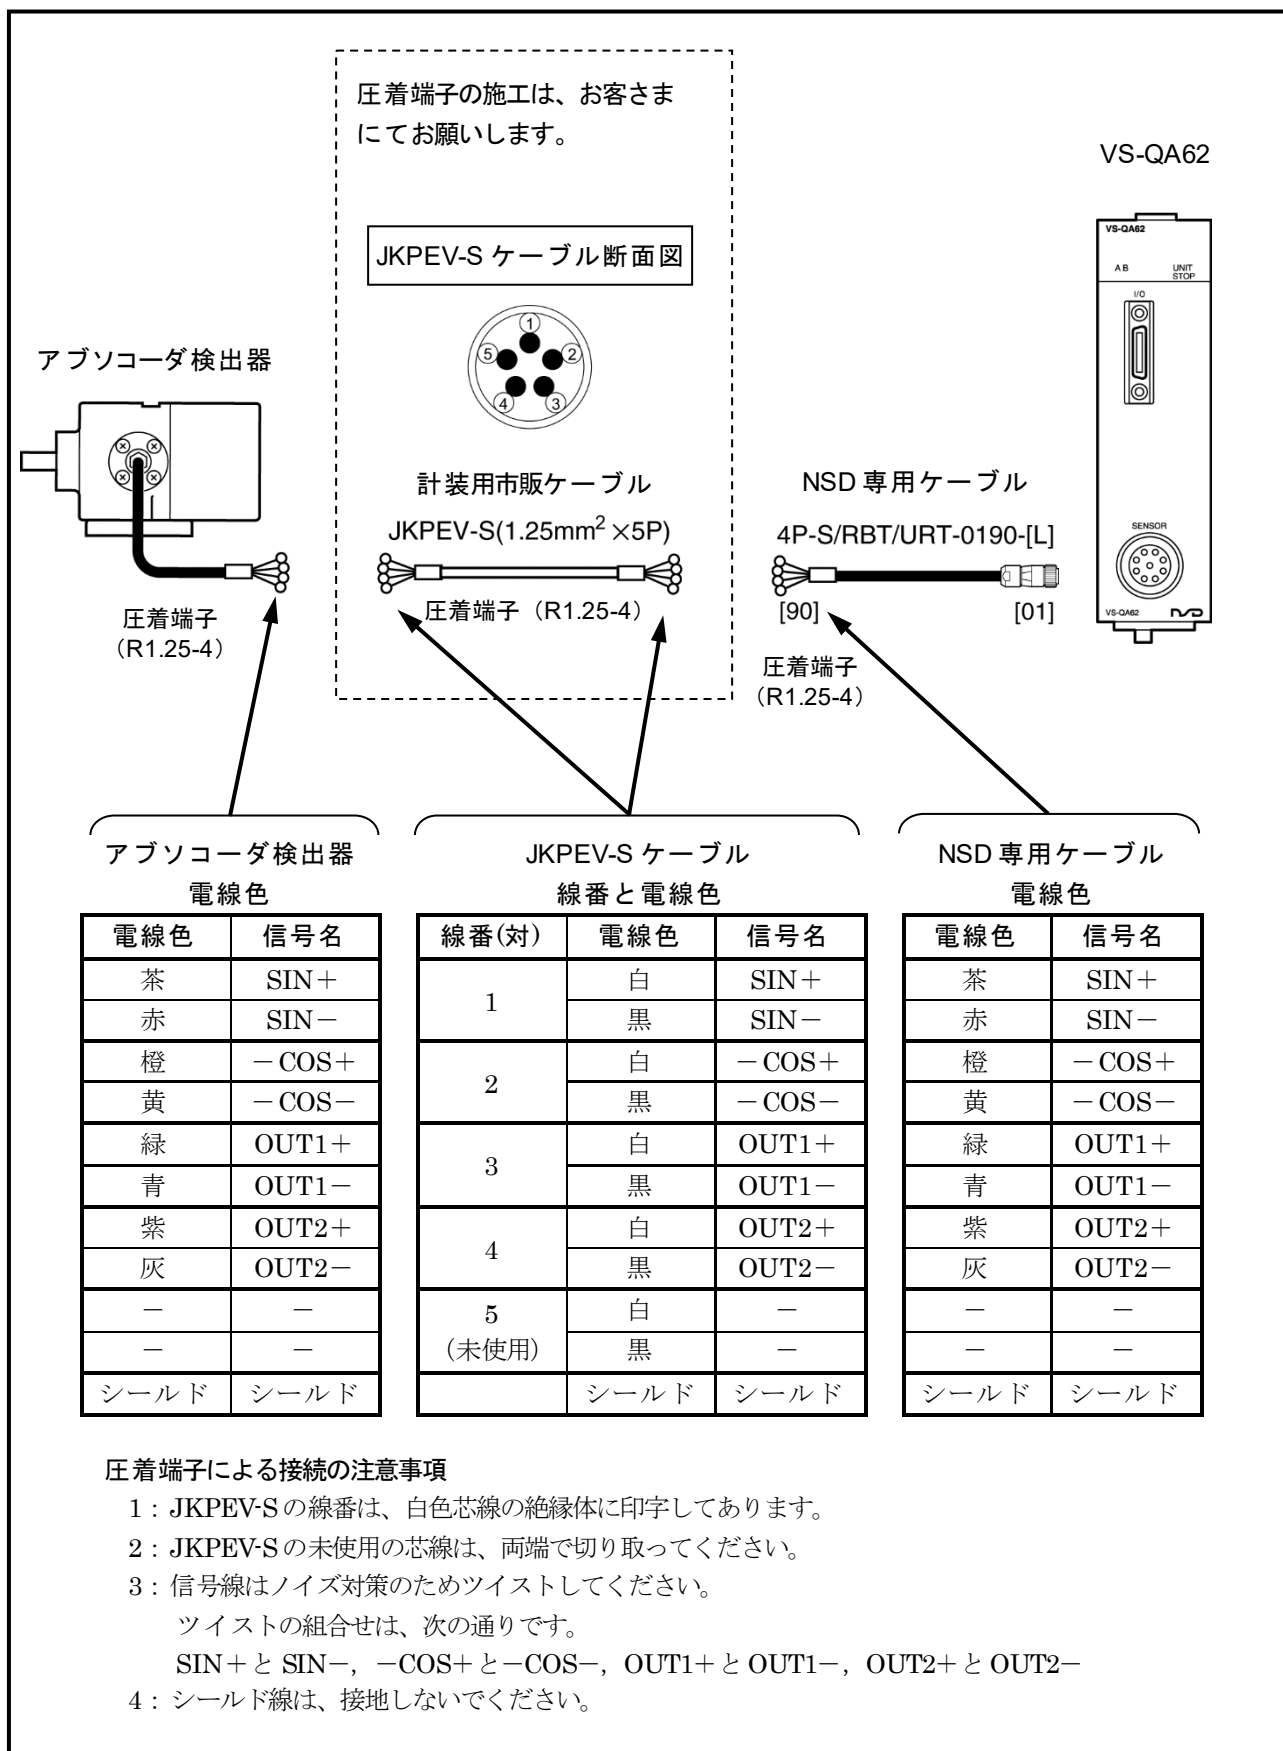 圧着端子の施工は、お客さま
にてお願いします。
VS-QA62
JKPEV-S ケーブル断面図
VS-QA62
A B
UNIT
STOP
I/O
1
5
2
4
3
アブソコーダ検出器
計装用市販ケーブル
JKPEV-S(1.25mm²×5P)
NSD 専用ケーブル
4P-S/RBT/URT-0190-[L]
SENSOR
圧着端子
(R1.25-4)
圧着端子（R1.25-4）
[90]
[01]
VS-QA62
NSD
圧着端子
(R1.25-4)
アブソコーダ検出器
電線色
電線色 信号名
茶 SIN＋
赤 SIN－
橙 －COS＋
黄 －COS－
緑 OUT1＋
青 OUT1－
紫 OUT2＋
灰 OUT2－
－ －
－ －
シールド シールド
JKPEV-S ケーブル
線番と電線色
線番(対) 電線色 信号名
1 白 SIN＋
黒 SIN－
2 白 －COS＋
黒 －COS－
3 白 OUT1＋
黒 OUT1－
4 白 OUT2＋
黒 OUT2－
5 白 －
(未使用) 黒 －
シールド シールド
NSD 専用ケーブル
電線色
電線色 信号名
茶 SIN＋
赤 SIN－
橙 －COS＋
黄 －COS－
緑 OUT1＋
青 OUT1－
紫 OUT2＋
灰 OUT2－
－ －
－ －
シールド シールド
圧着端子による接続の注意事項
1：JKPEV-Sの線番は、白色芯線の絶縁体に印字してあります。
2：JKPEV-Sの未使用の芯線は、両端で切り取ってください。
3：信号線はノイズ対策のためツイストしてください。
ツイストの組合せは、次の通りです。
SIN＋と SIN－，－COS＋と－COS－，OUT1＋と OUT1－，OUT2＋と OUT2－
4：シールド線は、接地しないでください。